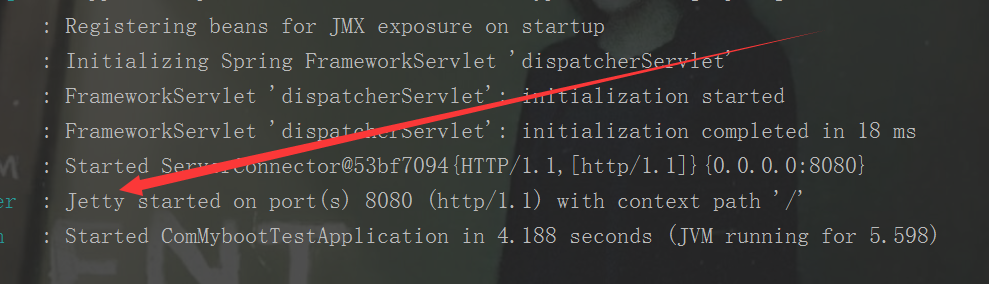 : Registering beans for JMX exposure on startup
: Initializing Spring FrameworkServlet 'dispatcherServlet'
: FrameworkServlet 'dispatcherServlet': initialization started
: FrameworkServlet 'dispatcherServlet': initialization completed in 18 ms
: Started ServerConnector@53bf7094{HTTP/1.1,[http/1.1]}{0.0.0.0:8080}
er : Jetty started on port(s) 8080 (http/1.1) with context path '/'
n : Started ComMybootTestApplication in 4.188 seconds (JVM running for 5.598)
ENT